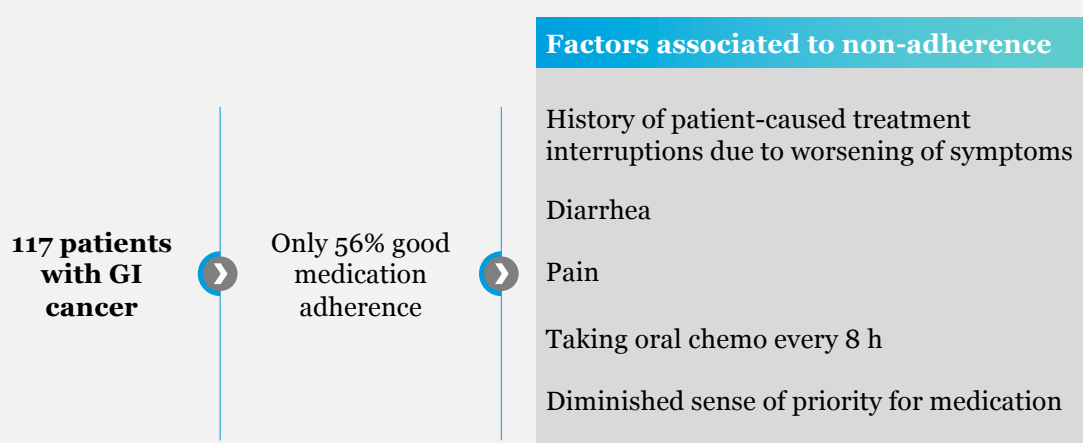 117 patients
with GI
cancer
Only 56% good
medication
adherence
Factors associated to non-adherence
History of patient-caused treatment
interruptions due to worsening of symptoms
Diarrhea
Pain
Taking oral chemo every 8 h
Diminished sense of priority for medication